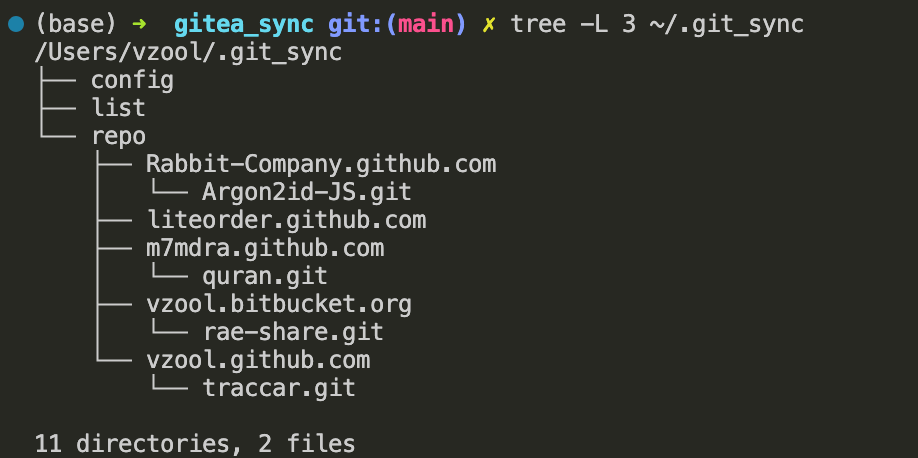 (base) ➜  gitea_sync git:(main) ✗ tree -L 3 ~/.git_sync
/Users/vzool/.git_sync
├── config
├── list
└── repo
    ├── Rabbit-Company.github.com
    │   └── Argon2id-JS.git
    ├── liteorder.github.com
    ├── m7mdra.github.com
    │   └── quran.git
    ├── vzool.bitbucket.org
    │   └── rae-share.git
    └── vzool.github.com
        └── traccar.git

11 directories, 2 files